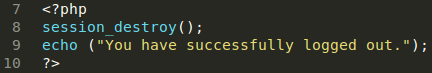 7 <?php
8 session_destroy();
9 echo ("You have successfully logged out.");
10 ?>